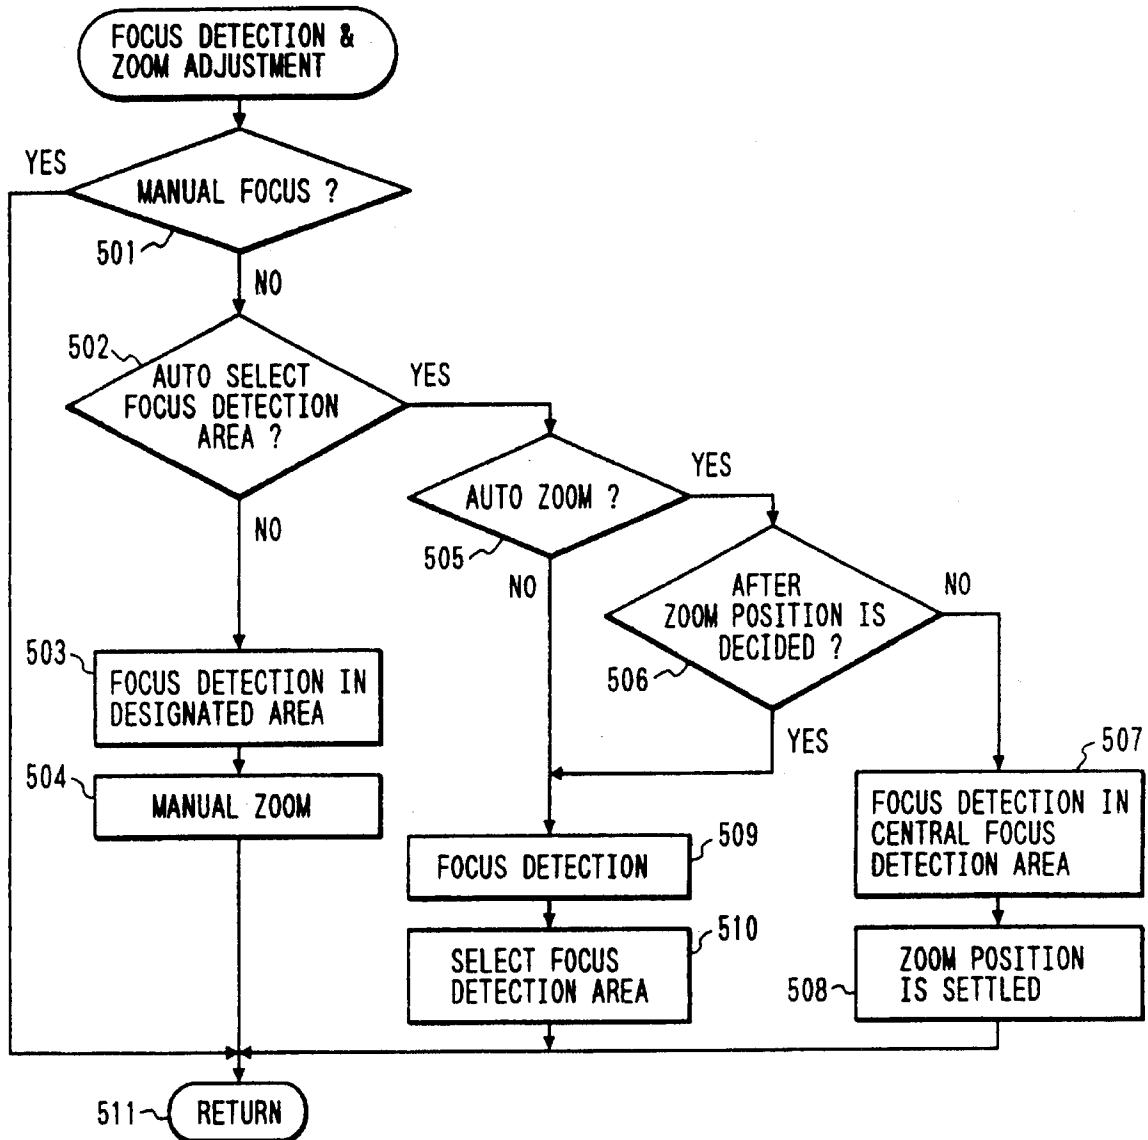 FOCUS DETECTION &
ZOOM ADJUSTMENT
YES
MANUAL FOCUS ?
501
NO
502
AUTO SELECT
FOCUS DETECTION
AREA ?
YES
NO
AUTO ZOOM ?
YES
505
NO
AFTER
ZOOM POSITION IS
DECIDED ?
NO
506
YES
503
FOCUS DETECTION IN
DESIGNATED AREA
504
MANUAL ZOOM
507
FOCUS DETECTION IN
CENTRAL FOCUS
DETECTION AREA
509
FOCUS DETECTION
510
SELECT FOCUS
DETECTION AREA
508
ZOOM POSITION
IS SETTLED
511
RETURN